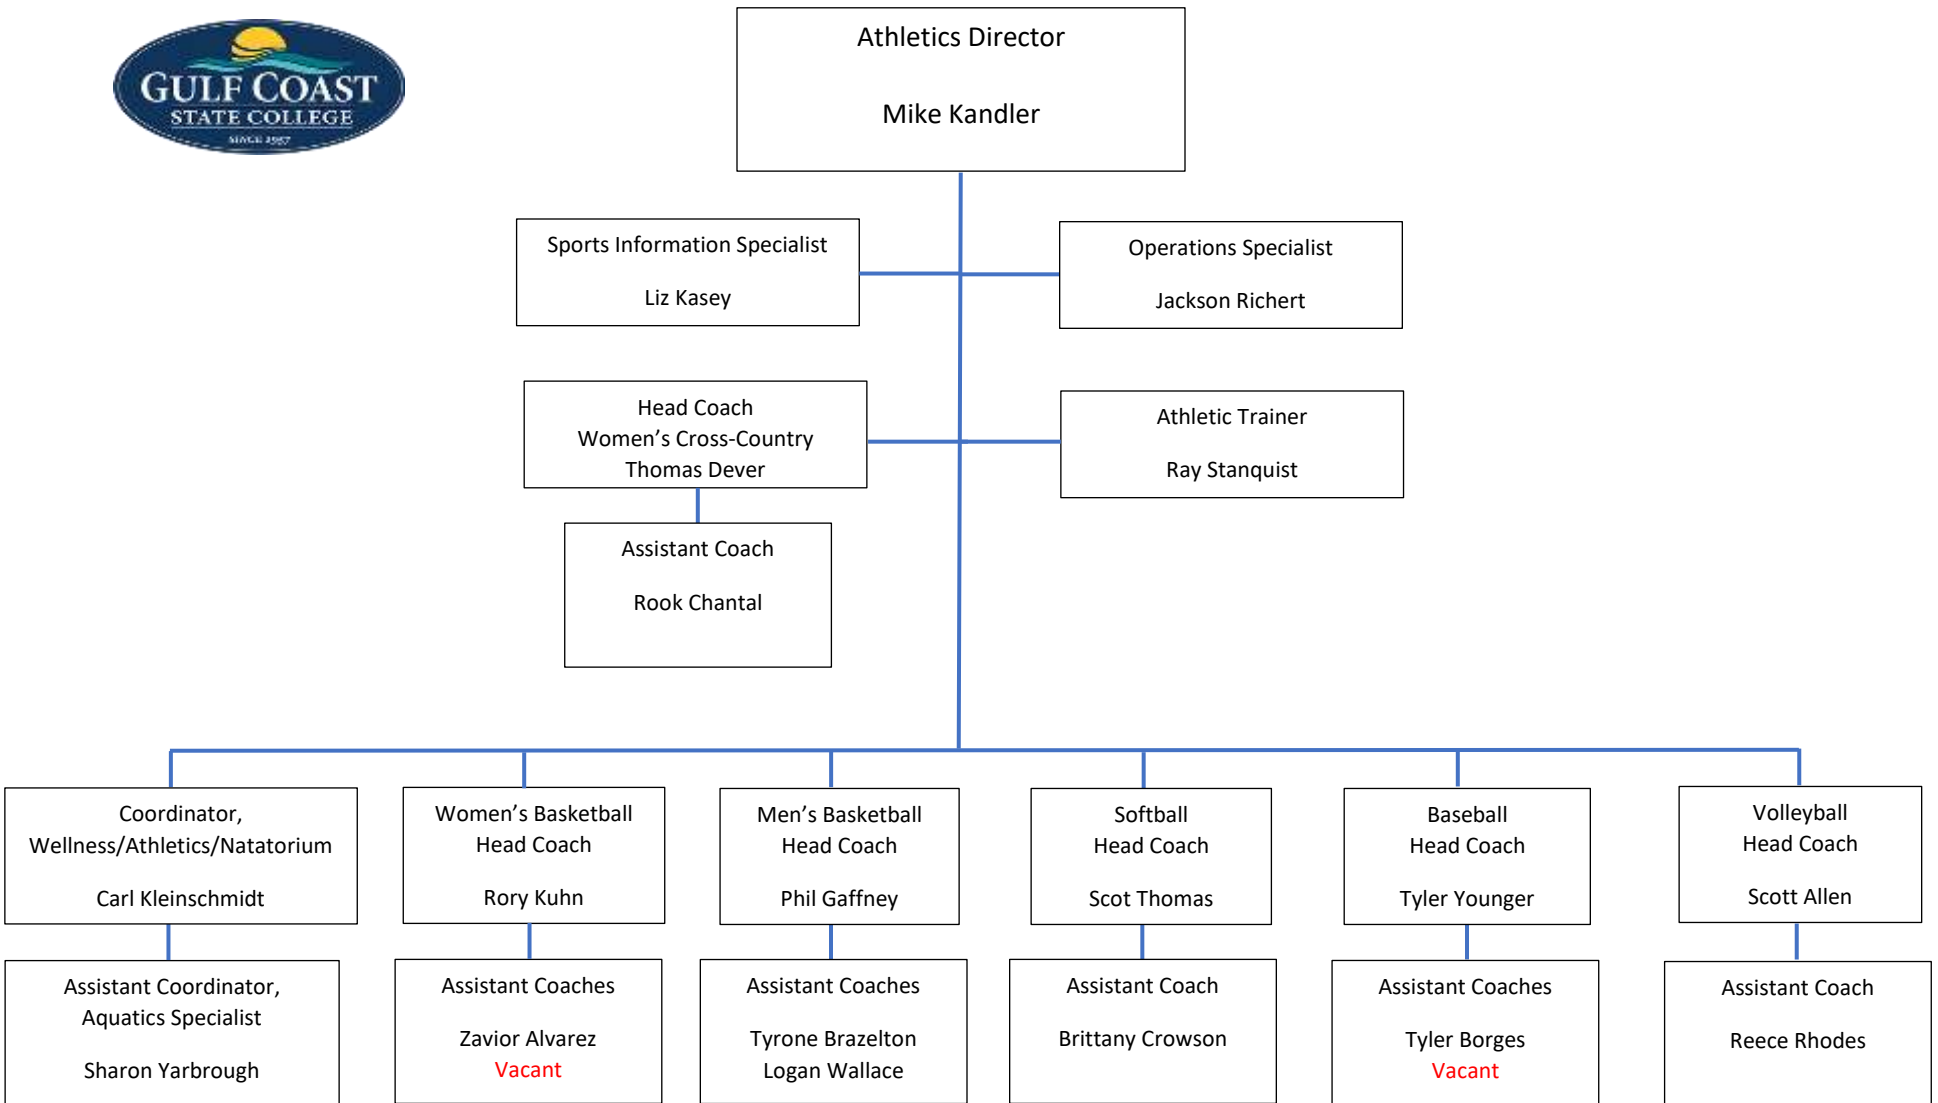 GULF COAST
STATE COLLEGE
SINCE 1957
Athletics Director
Mike Kandler
Sports Information Specialist
Liz Kasey
Operations Specialist
Jackson Richert
Head Coach
Women's Cross-Country
Thomas Dever
Athletic Trainer
Ray Stanquist
Assistant Coach
Rook Chantal
Coordinator,
Wellness/Athletics/Natatorium
Carl Kleinschmidt
Women's Basketball
Head Coach
Rory Kuhn
Men's Basketball
Head Coach
Phil Gaffney
Softball
Head Coach
Scot Thomas
Baseball
Head Coach
Tyler Younger
Volleyball
Head Coach
Scott Allen
Assistant Coordinator,
Aquatics Specialist
Sharon Yarbrough
Assistant Coaches
Zavior Alvarez
Vacant
Assistant Coaches
Tyrone Brazelton
Logan Wallace
Assistant Coach
Brittany Crowson
Assistant Coaches
Tyler Borges
Vacant
Assistant Coach
Reece Rhodes